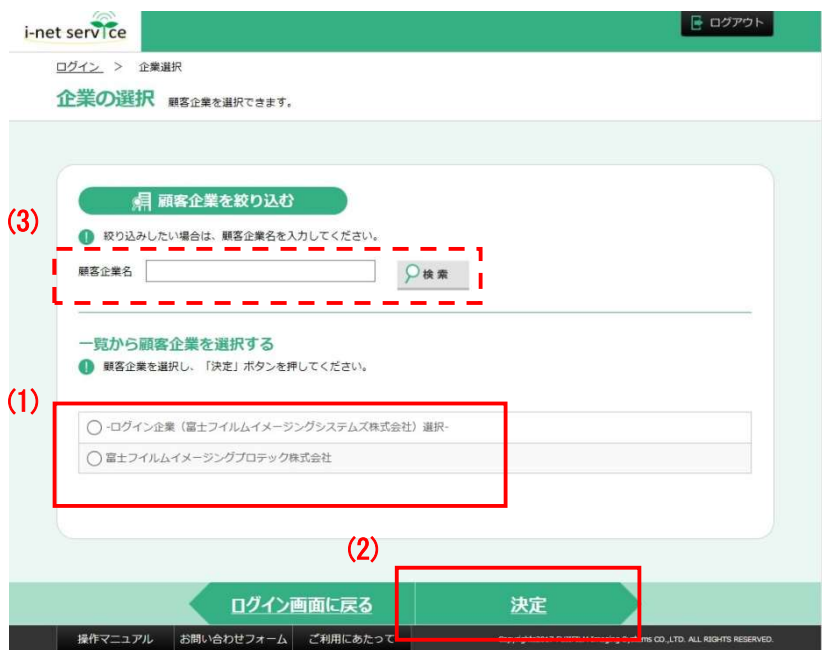 i-net service
ログアウト
ログイン > 企業選択
企業の選択 顧客企業を選択できます。
顧客企業を絞り込む
(3)
絞り込みしたい場合は、顧客企業名を入力してください。
顧客企業名 検索
一覧から顧客企業を選択する
顧客企業を選択し、「決定」ボタンを押してください。
(1)
-ログイン企業（富士フイルムイメージングシステムズ株式会社）選択-
富士フイルムイメージングプロテック株式会社
(2)
ログイン画面に戻る 決定
操作マニュアル お問い合わせフォーム ご利用にあたって CO.,LTD. ALL RIGHTS RESERVED.